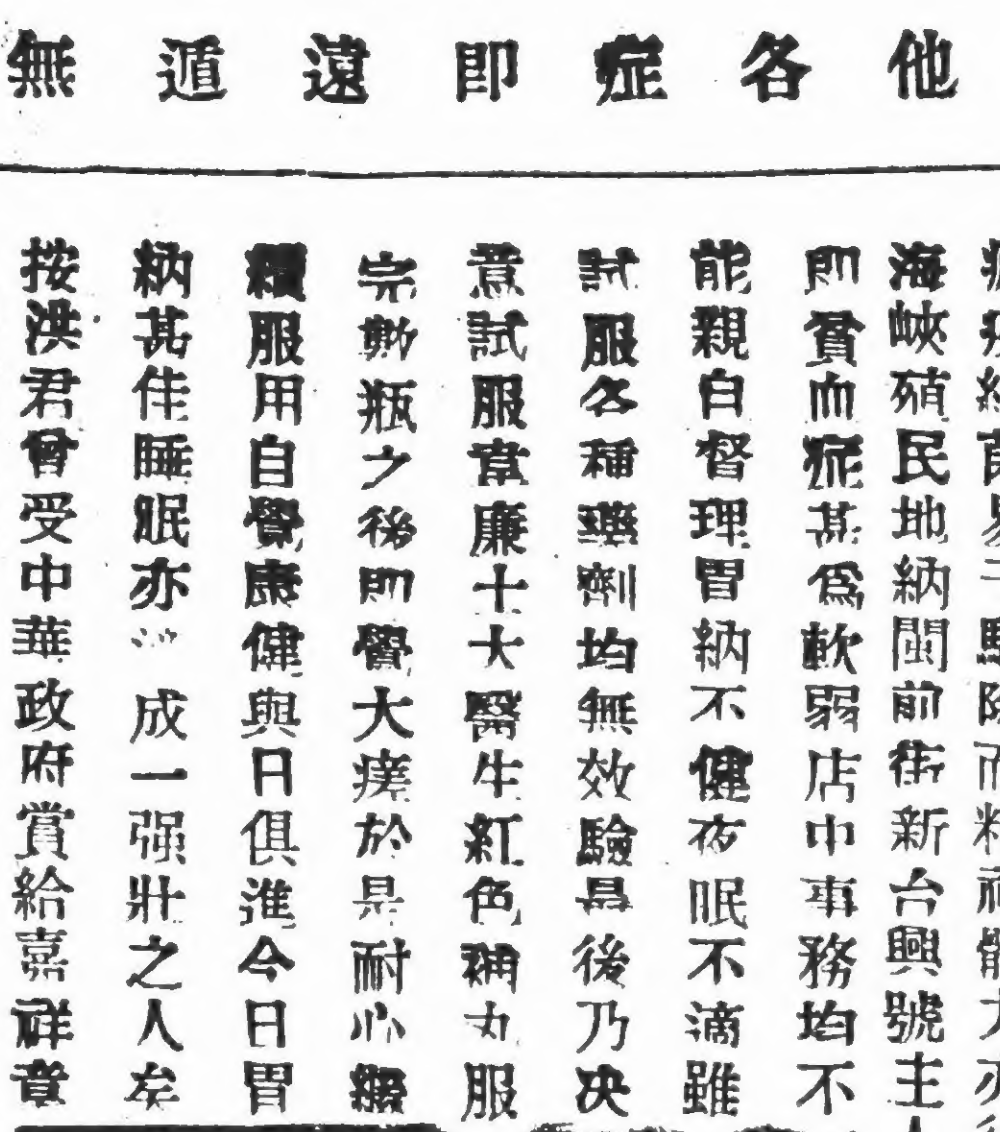 他各症即遠遁無
海峽殖民地納閩前街新台興號主人
即貧血症甚爲軟弱店中事務均不
能親自督理胃納不健夜眠不滴雖
試服各種藥劑均無效驗最後乃决
意試服韋廉士大醫生紅色補丸服
完數瓶之後即覺大瘥於是耐心繼
續服用自覺康健與日俱進今日胃
納甚佳睡眠亦 成一强壯之人矣
按洪君曾受中華政府賞給嘉祥章